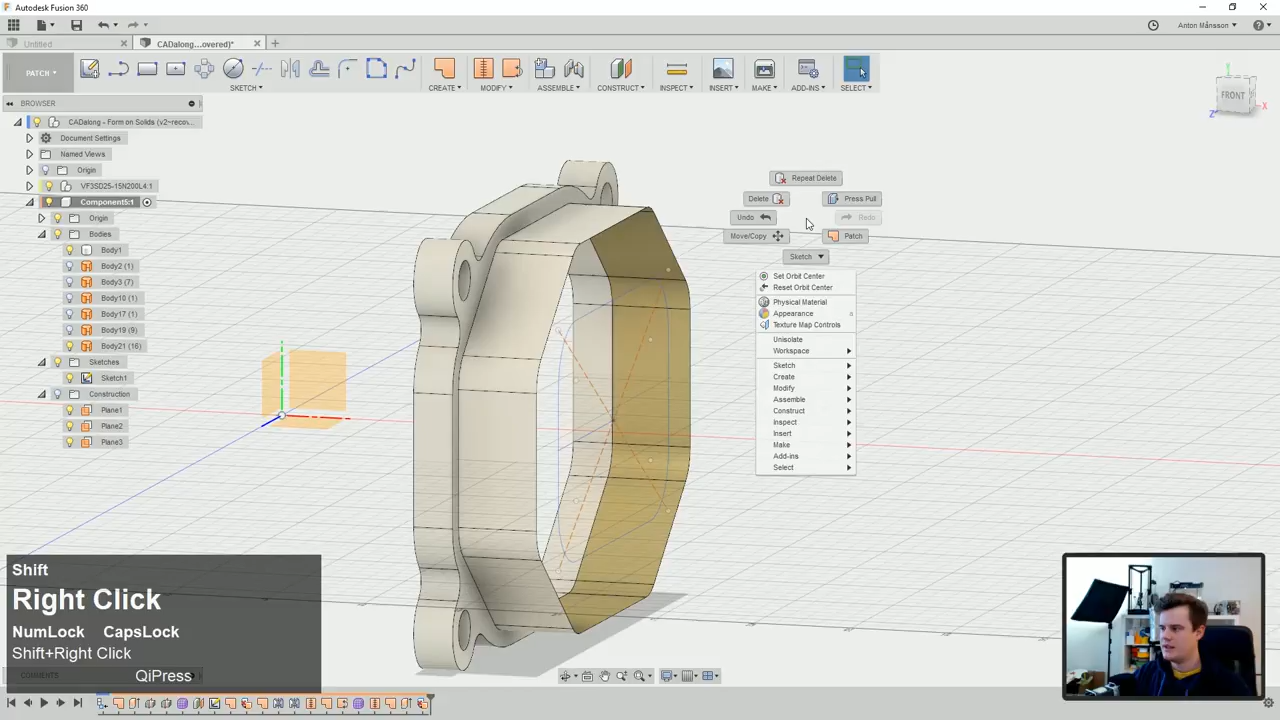 Autodesk Fusion 360
Anton Månsson
Untitled
CADalong...overed)*
PATCH
SKETCH
CREATE
MODIFY
ASSEMBLE
CONSTRUCT
INSPECT
INSERT
MAKE
ADD-INS
SELECT
BROWSER
CADalong - Form on Solids (v2~recov...
Document Settings
Named Views
Origin
VF3SD25-15N200L4:1
Component5:1
Origin
Bodies
Body1
Body2 (1)
Body3 (7)
Body10 (1)
Body17 (1)
Body19 (9)
Body21 (16)
Sketches
Sketch1
Construction
Plane1
Plane2
Plane3
FRONT
X
Y
Z
Repeat Delete
Delete
Press Pull
Undo
Redo
Move/Copy
Patch
Sketch
Set Orbit Center
Reset Orbit Center
Physical Material
Appearance
Texture Map Controls
Unisolate
Workspace
Sketch
Create
Modify
Assemble
Construct
Inspect
Insert
Make
Add-ins
Select
Shift
Right Click
NumLock CapsLock
Shift+Right Click
QiPress
COMMENTS